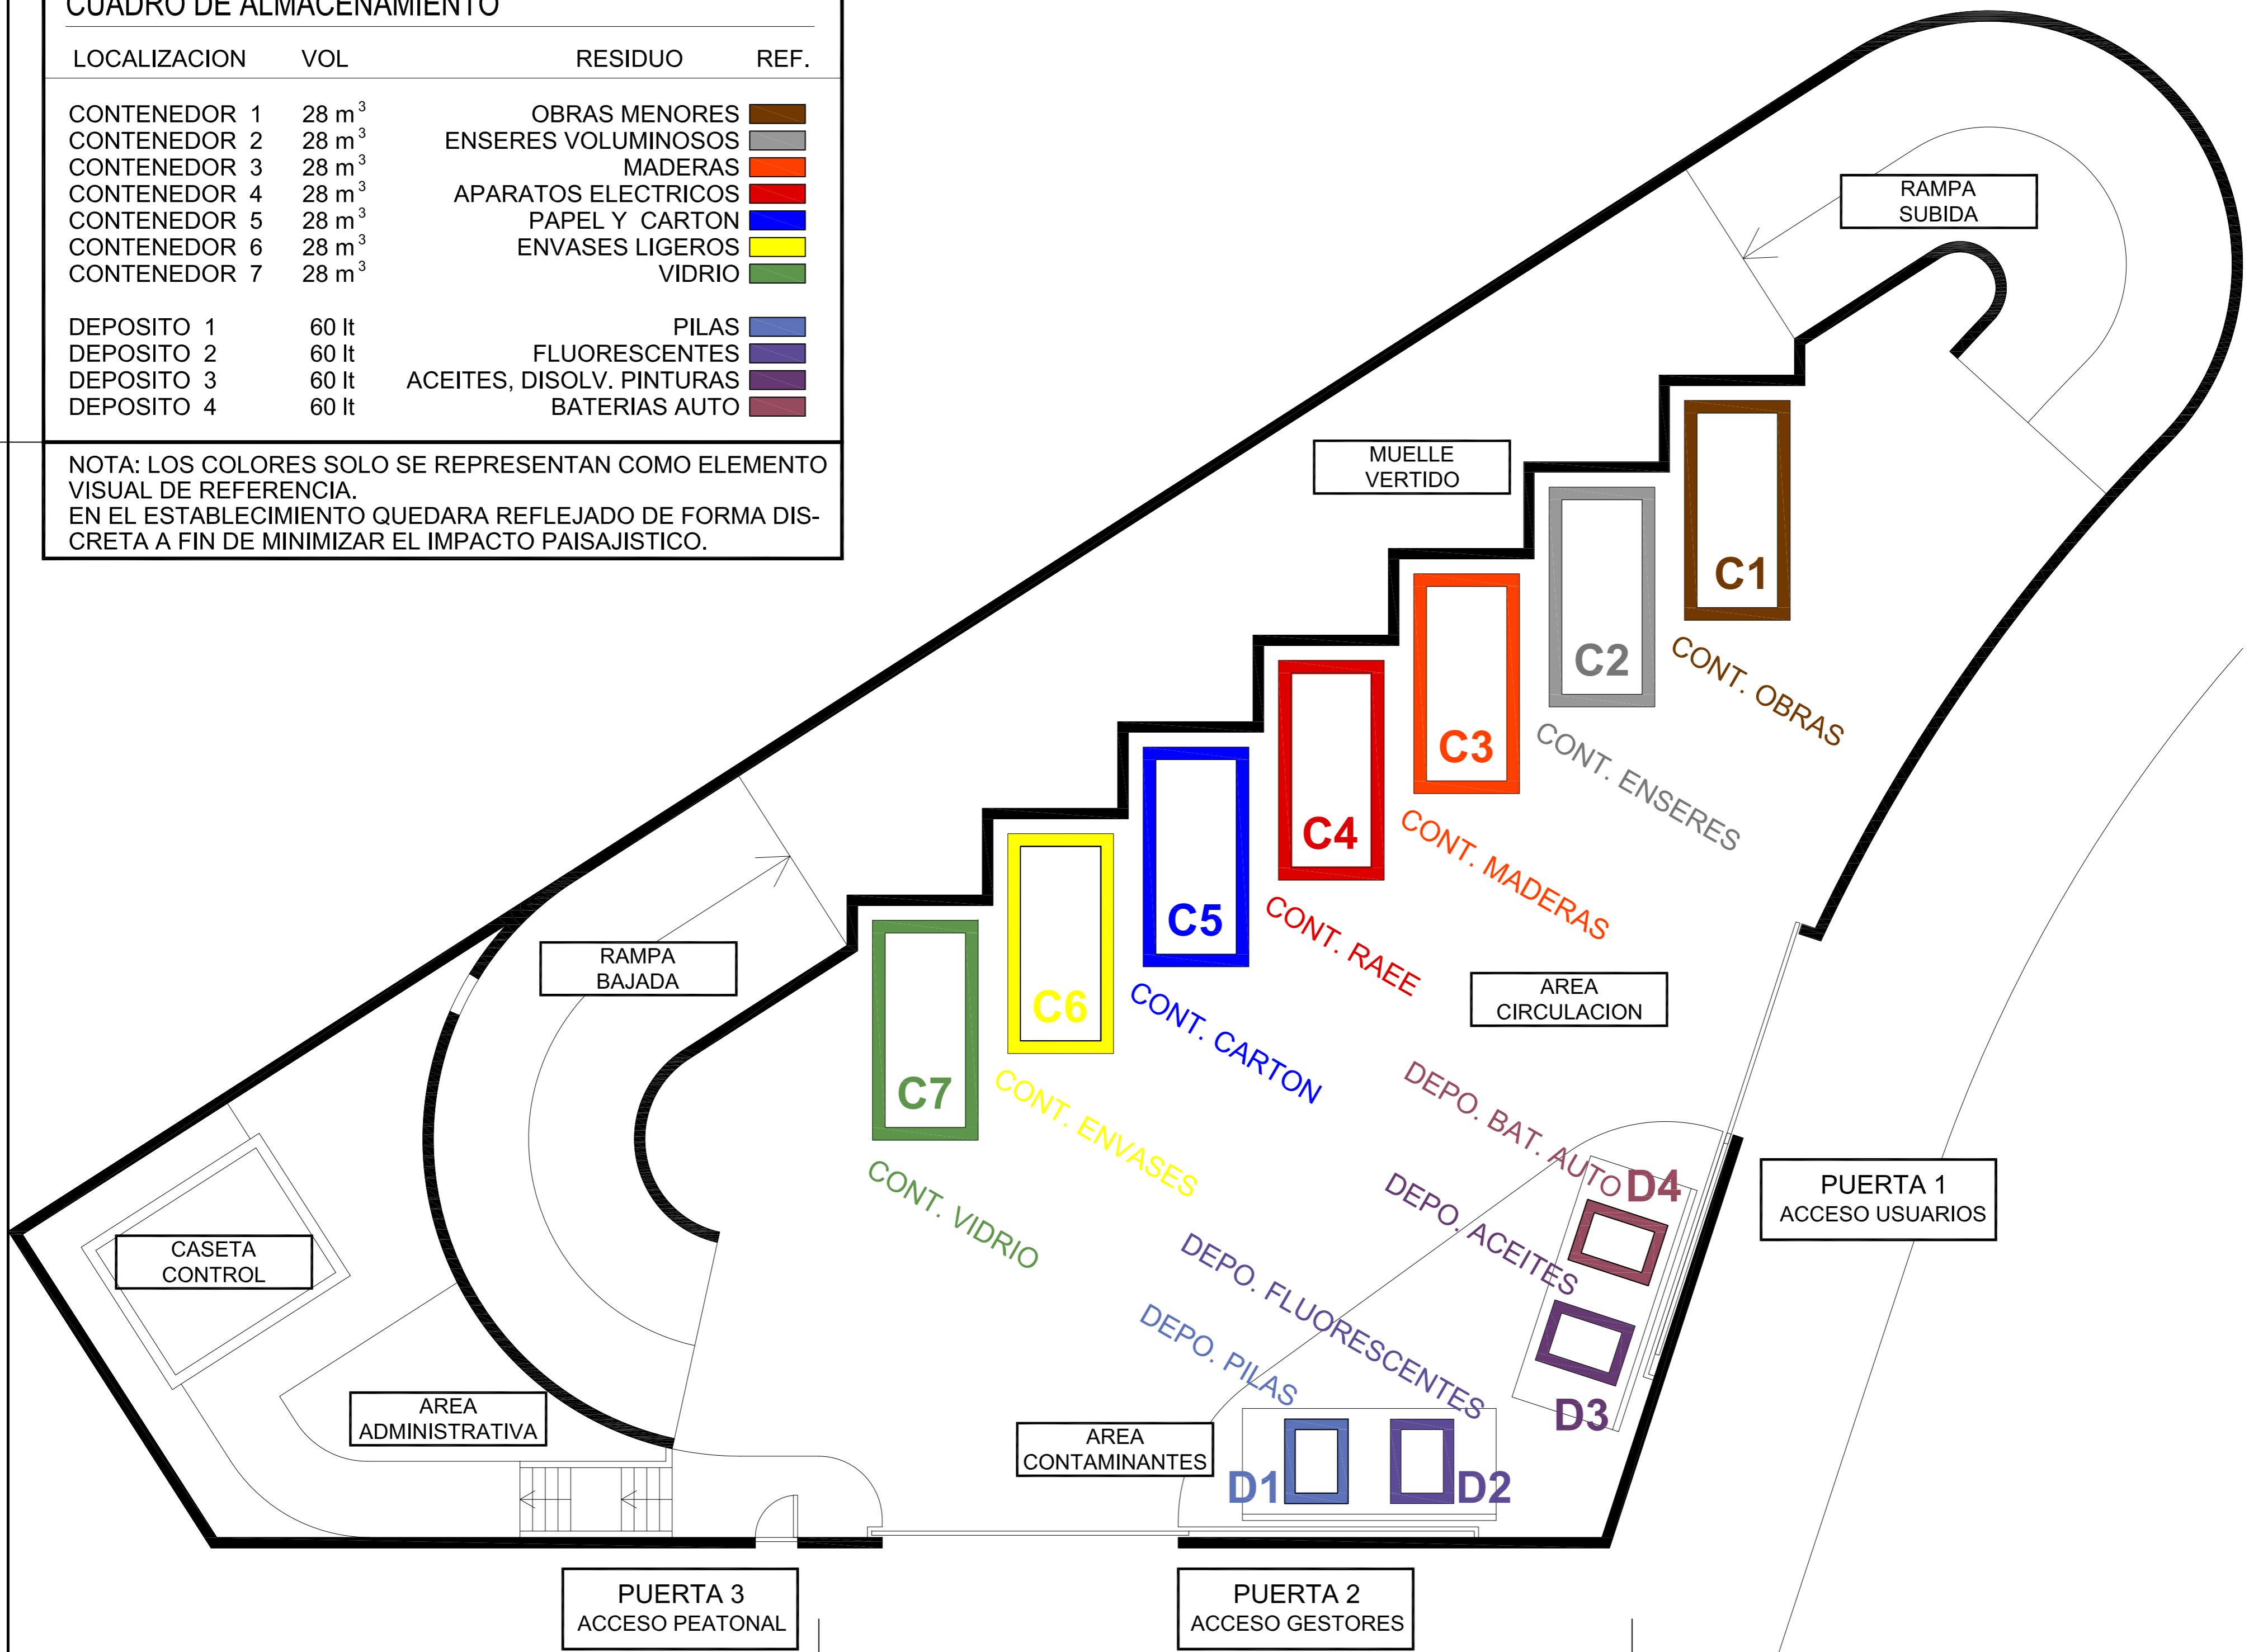 CUADRO DE ALMACENAMIENTO
LOCALIZACION VOL RESIDUO REF.
CONTENEDOR 1 28 m³ OBRAS MENORES
CONTENEDOR 2 28 m³ ENSERES VOLUMINOSOS
CONTENEDOR 3 28 m³ MADERAS
CONTENEDOR 4 28 m³ APARATOS ELECTRICOS
CONTENEDOR 5 28 m³ PAPEL Y CARTON
CONTENEDOR 6 28 m³ ENVASES LIGEROS
CONTENEDOR 7 28 m³ VIDRIO
DEPOSITO 1 60 lt PILAS
DEPOSITO 2 60 lt FLUORESCENTES
DEPOSITO 3 60 lt ACEITES, DISOLV. PINTURAS
DEPOSITO 4 60 lt BATERIAS AUTO
NOTA: LOS COLORES SOLO SE REPRESENTAN COMO ELEMENTO
VISUAL DE REFERENCIA.
EN EL ESTABLECIMIENTO QUEDARA REFLEJADO DE FORMA DIS-
CRETA A FIN DE MINIMIZAR EL IMPACTO PAISAJISTICO.
RAMPA
SUBIDA
MUELLE
VERTIDO
C1
CONT. OBRAS
C2
CONT. ENSERES
C3
CONT. MADERAS
C4
CONT. RAEE
C5
CONT. CARTON
C6
CONT. ENVASES
C7
CONT. VIDRIO
RAMPA
BAJADA
AREA
CIRCULACION
DEPO. BAT. AUTO
D4
DEPO. ACEITES
D3
DEPO. FLUORESCENTES
D2
DEPO. PILAS
D1
PUERTA 1
ACCESO USUARIOS
CASETA
CONTROL
AREA
ADMINISTRATIVA
AREA
CONTAMINANTES
PUERTA 3
ACCESO PEATONAL
PUERTA 2
ACCESO GESTORES